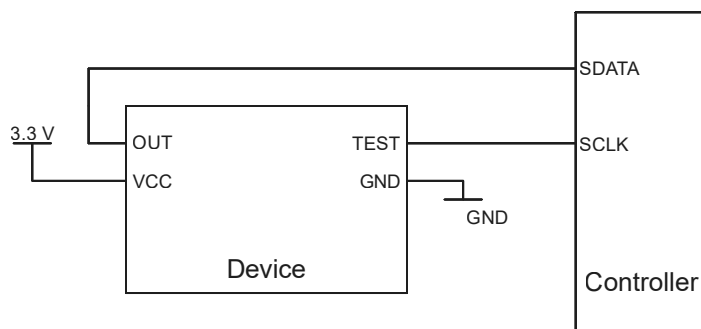 SDATA
3.3 V
OUT
TEST
SCLK
VCC
GND
GND
Device
Controller